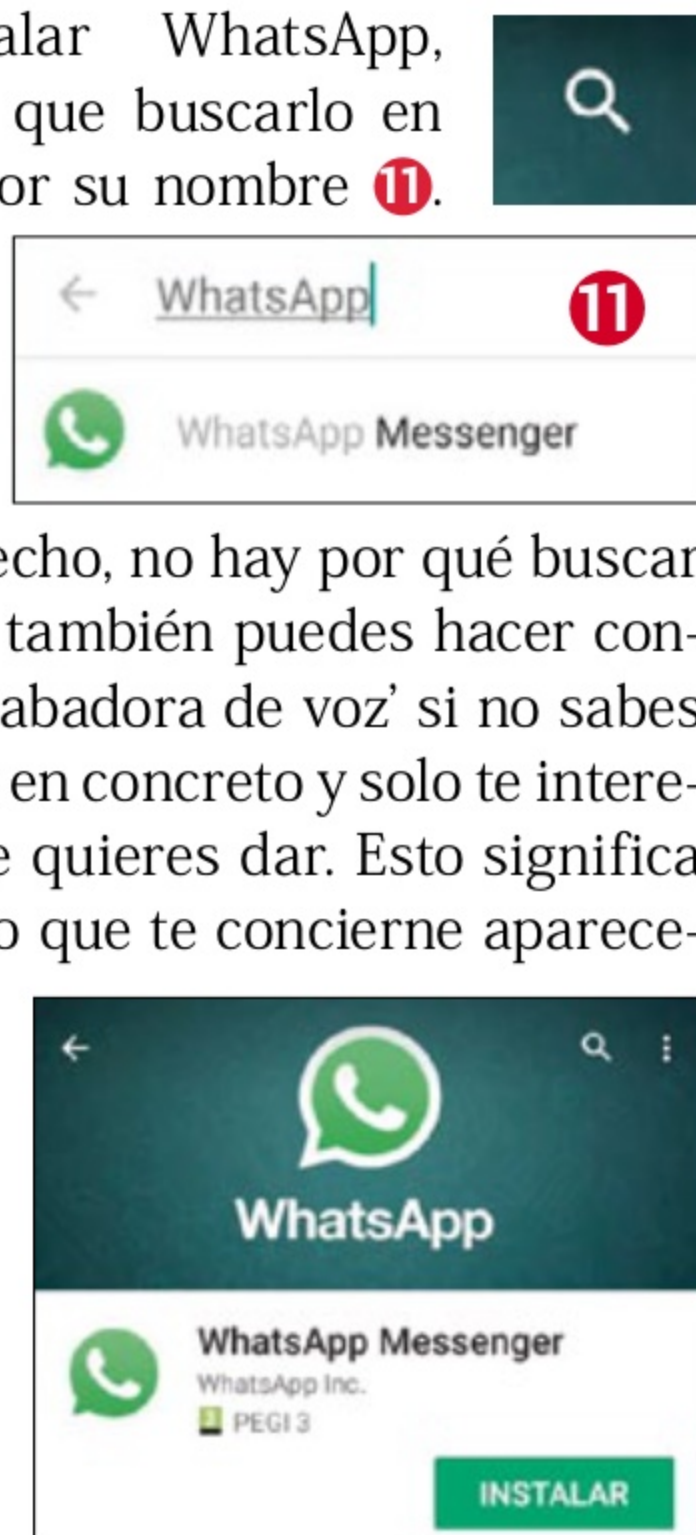 alar WhatsApp,
que buscarlo en
or su nombre 11.
WhatsApp 11
WhatsApp Messenger
echo, no hay por qué buscar
también puedes hacer con-
abadora de voz’ si no sabes
en concreto y solo te intere-
e quieres dar. Esto significa
o que te concierne aparece-
WhatsApp
WhatsApp Messenger
WhatsApp Inc.
3 PEGI 3
INSTALAR